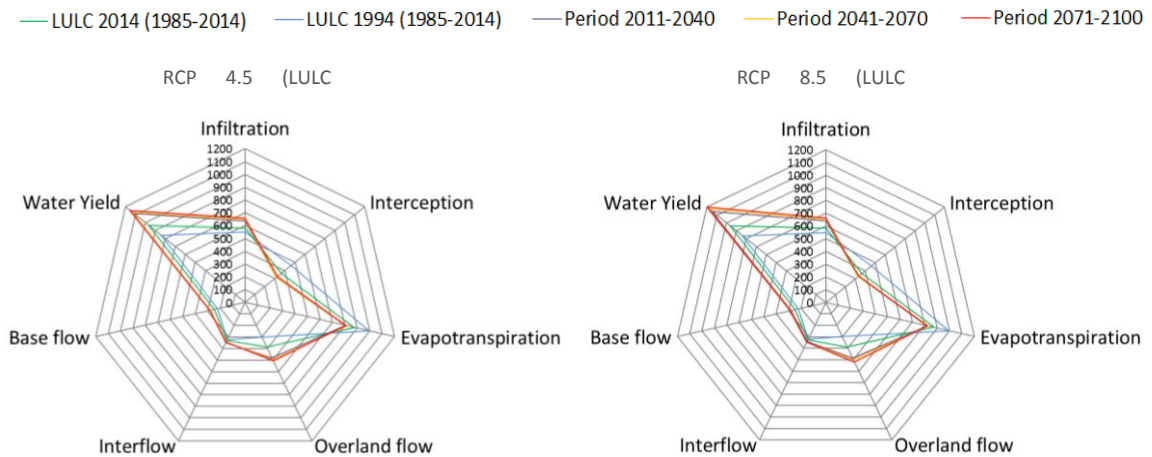 LULC 2014 (1985-2014) LULC 1994 (1985-2014) Period 2011-2040 Period 2041-2070 Period 2071-2100
RCP 4.5 (LULC
RCP 8.5 (LULC
Infiltration
1200
1100
1000
900
800
700
600
500
400
300
200
100
0
Interception
Evapotranspiration
Overland flow
Interflow
Base flow
Water Yield
Infiltration
1200
1100
1000
900
800
700
600
500
400
300
200
100
0
Interception
Evapotranspiration
Overland flow
Interflow
Base flow
Water Yield